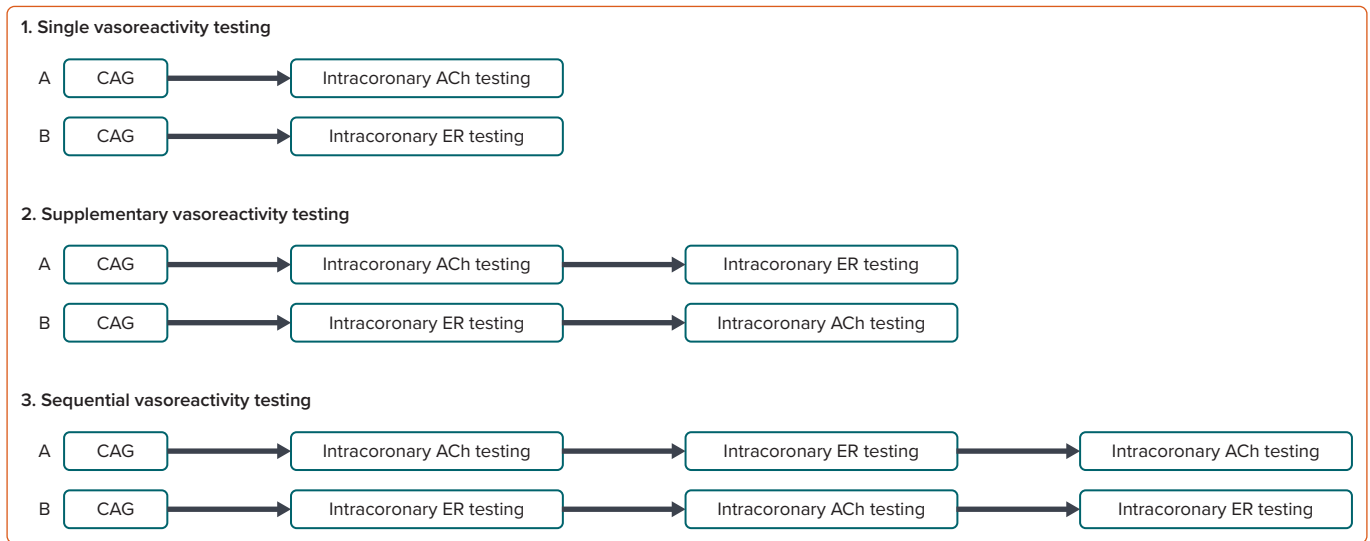 1. Single vasoreactivity testing
A CAG Intracoronary ACh testing
B CAG Intracoronary ER testing
2. Supplementary vasoreactivity testing
A CAG Intracoronary ACh testing Intracoronary ER testing
B CAG Intracoronary ER testing Intracoronary ACh testing
3. Sequential vasoreactivity testing
A CAG Intracoronary ACh testing Intracoronary ER testing Intracoronary ACh testing
B CAG Intracoronary ER testing Intracoronary ACh testing Intracoronary ER testing